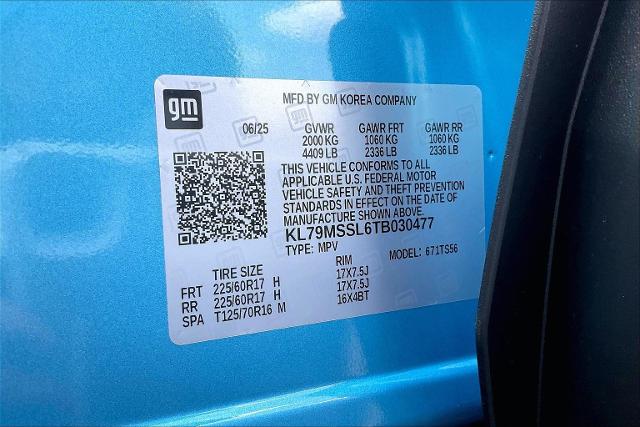 gm
MFD BY GM KOREA COMPANY
06/25 GVWR GAWR FRT GAWR RR
2000 KG 1060 KG 1060 KG
4409 LB 2336 LB 2336 LB
THIS VEHICLE CONFORMS TO ALL
APPLICABLE U.S. FEDERAL MOTOR
VEHICLE SAFETY AND THEFT PREVENTION
STANDARDS IN EFFECT ON THE DATE OF
MANUFACTURE SHOWN ABOVE.
KL79MSSL6TB030477
TYPE: MPV MODEL: 671TS56
TIRE SIZE RIM
FRT 225/60R17 H 17X7.5J
RR 225/60R17 H 17X7.5J
SPA T125/70R16 M 16X4BT